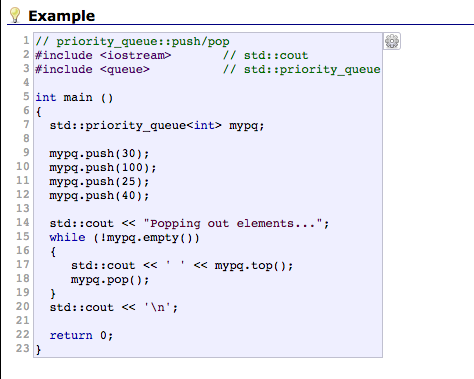 Example
1 // priority_queue::push/pop
2 #include <iostream>       // std::cout
3 #include <queue>          // std::priority_queue
4
5 int main ()
6 {
7   std::priority_queue<int> mypq;
8
9   mypq.push(30);
10   mypq.push(100);
11   mypq.push(25);
12   mypq.push(40);
13
14   std::cout << "Popping out elements...";
15   while (!mypq.empty())
16   {
17      std::cout << ' ' << mypq.top();
18      mypq.pop();
19   }
20   std::cout << '\n';
21
22   return 0;
23 }